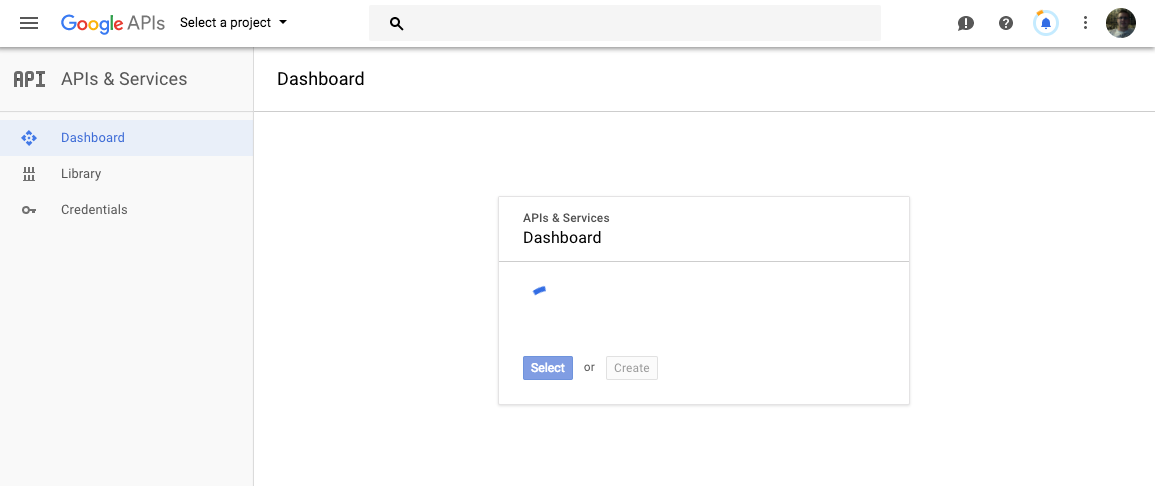 Google APIs
Select a project
API
APIs & Services
Dashboard
Dashboard
Library
Credentials
APIs & Services
Dashboard
Select or Create